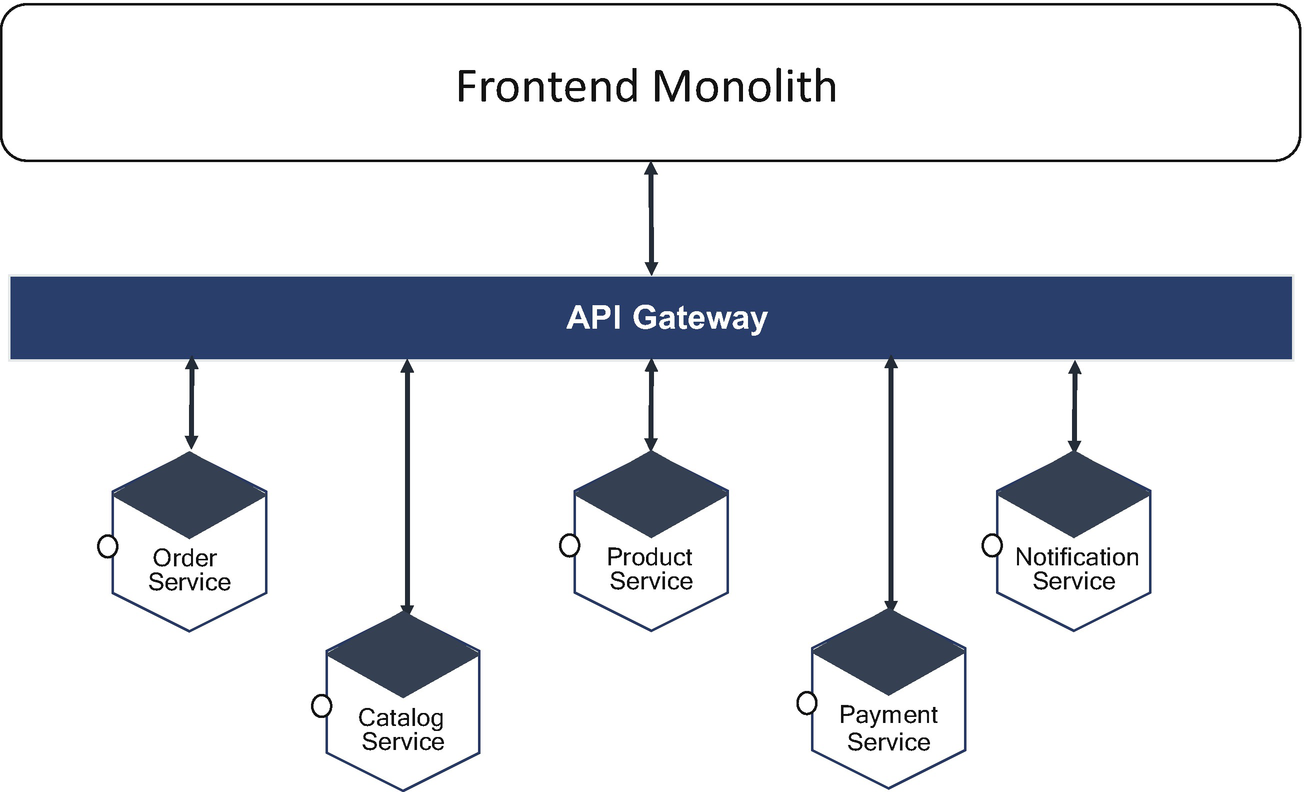 Frontend Monolith
API Gateway
Order
Service
Product
Service
Notification
Service
Catalog
Service
Payment
Service